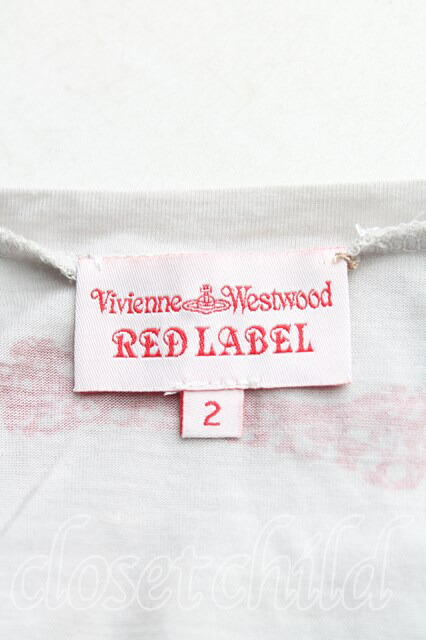 Vivienne Westwood
RED LABEL
2
closetchild